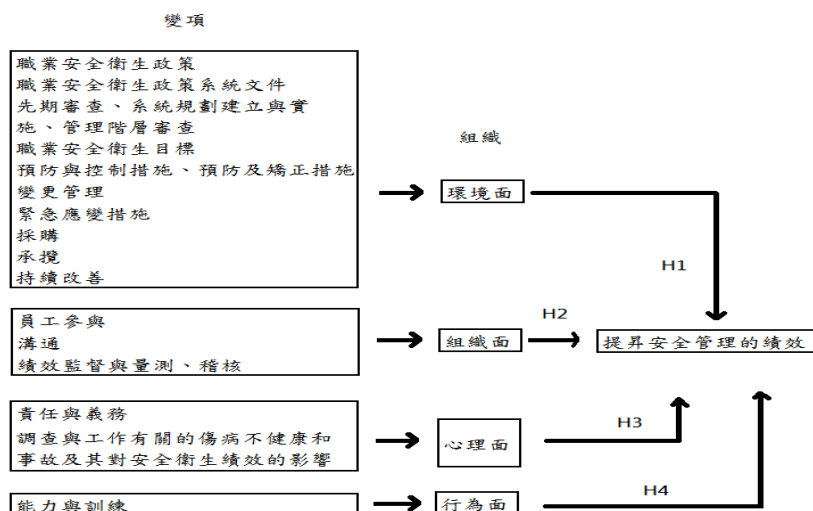 變項
職業安全衛生政策
職業安全衛生政策系統文件
先期審查、系統規劃建立與實
施、管理階層審查
職業安全衛生目標
預防與控制措施、預防及矯正措施
變更管理
緊急應變措施
採購
承攬
持續改善
組織
環境面
H1
員工參與
溝通
績效監督與量測、稽核
組織面
H2
提昇安全管理的績效
責任與義務
調查與工作有關的傷病不健康和
事故及其對安全衛生績效的影響
心理面
H3
能力與訓練
行為面
H4